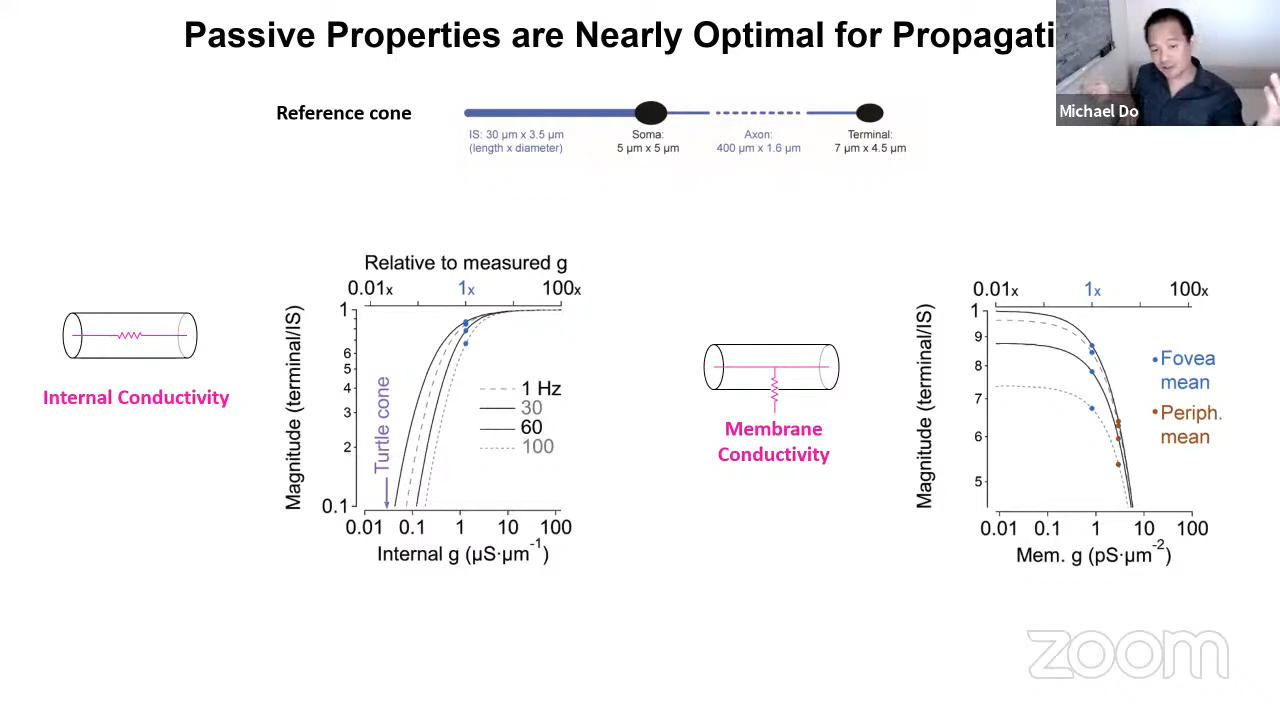 Passive Properties are Nearly Optimal for Propagati
Michael Do
Reference cone
IS: 30 µm x 3.5 µm
(length x diameter)
Soma:
5 µm x 5 µm
Axon:
400 µm x 1.6 µm
Terminal:
7 µm x 4.5 µm
Internal Conductivity
Relative to measured g
0.01x 1x 100x
Magnitude (terminal/IS)
1
6
5
4
3
2
0.1
Turtle cone
1 Hz
30
60
100
0.01 0.1 1 10 100
Internal g (µS·µm⁻¹)
Membrane
Conductivity
0.01x 1x 100x
Magnitude (terminal/IS)
1
9
8
7
6
5
•Fovea
mean
•Periph.
mean
0.01 0.1 1 10 100
Mem. g (pS·µm⁻²)
zoom